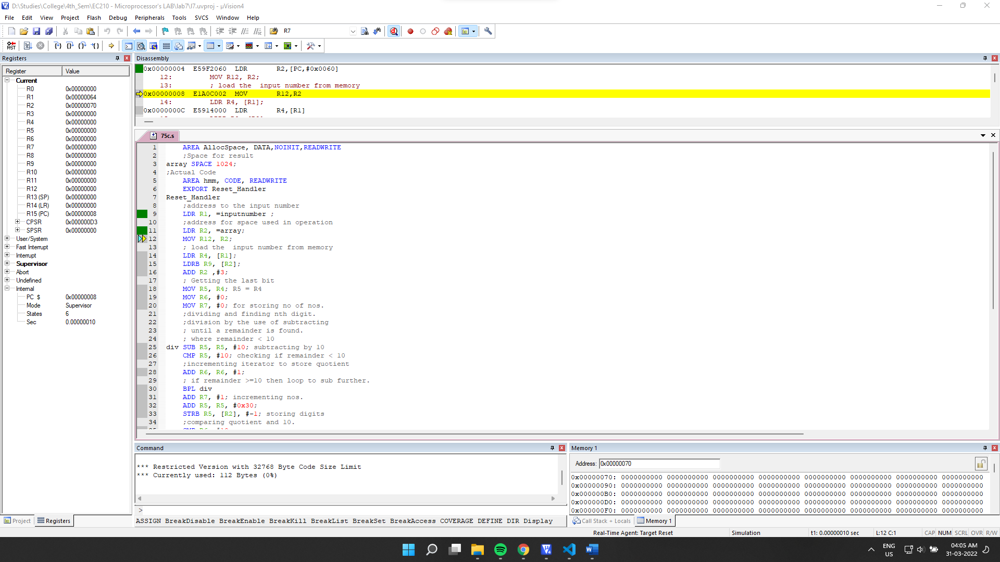 D:\Studies\College\4th_Sem\EC210 - Microprocessor's LAB\lab7\l7.uvproj - µVision4
File Edit View Project Flash Debug Peripherals Tools SVCS Window Help
R7
RST
Registers
Register Value
Current
R0 0x00000000
R1 0x00000064
R2 0x00000070
R3 0x00000000
R4 0x00000000
R5 0x00000000
R6 0x00000000
R7 0x00000000
R8 0x00000000
R9 0x00000000
R10 0x00000000
R11 0x00000000
R12 0x00000000
R13 (SP) 0x00000000
R14 (LR) 0x00000000
R15 (PC) 0x00000008
CPSR 0x000000D3
SPSR 0x00000000
User/System
Fast Interrupt
Interrupt
Supervisor
Abort
Undefined
Internal
PC $ 0x00000008
Mode Supervisor
States 6
Sec 0.00000010
Project Registers
Disassembly
0x00000004 E59F2060 LDR R2,[PC,#0x0060]
12: MOV R12, R2;
13: ; load the input number from memory
0x00000008 E1A0C002 MOV R12,R2
14: LDR R4, [R1];
0x0000000C E5914000 LDR R4,[R1]
75c.s
1 AREA AllocSpace, DATA,NOINIT,READWRITE
2 ;Space for result
3 array SPACE 1024;
4 ;Actual Code
5 AREA hmm, CODE, READWRITE
6 EXPORT Reset_Handler
7 Reset_Handler
8 ;address to the input number
9 LDR R1, =inputnumber ;
10 ;address for space used in operation
11 LDR R2, =array;
12 MOV R12, R2;
13 ; load the input number from memory
14 LDR R4, [R1];
15 LDRB R9, [R2];
16 ADD R2 ,#3;
17 ; Getting the last bit
18 MOV R5, R4; R5 = R4
19 MOV R6, #0;
20 MOV R7, #0; for storing no of nos.
21 ;dividing and finding nth digit.
22 ;division by the use of subtracting
23 ; until a remainder is found.
24 ; where remainder < 10
25 div SUB R5, R5, #10; subtracting by 10
26 CMP R5, #10; checking if remainder < 10
27 ;incrementing iterator to store quotient
28 ADD R6, R6, #1;
29 ; if remainder >=10 then loop to sub further.
30 BPL div
31 ADD R7, #1; incrementing nos.
32 ADD R5, R5, #0x30;
33 STRB R5, [R2], #-1; storing digits
34 ;comparing quotient and 10.
Command
*** Restricted Version with 32768 Byte Code Size Limit
*** Currently used: 112 Bytes (0%)
>
ASSIGN BreakDisable BreakEnable BreakKill BreakList BreakSet BreakAccess COVERAGE DEFINE DIR Display
Memory 1
Address: 0x00000070
0x00000070: 0000000000 0000000000 0000000000 0000000000 0000000000 0000000000 0000000000 0000000000
0x00000090: 0000000000 0000000000 0000000000 0000000000 0000000000 0000000000 0000000000 0000000000
0x000000B0: 0000000000 0000000000 0000000000 0000000000 0000000000 0000000000 0000000000 0000000000
0x000000D0: 0000000000 0000000000 0000000000 0000000000 0000000000 0000000000 0000000000 0000000000
0x000000F0: 0000000000 0000000000 0000000000 0000000000 0000000000 0000000000 0000000000 0000000000
Call Stack + Locals Memory 1
Real-Time Agent: Target Reset Simulation t1: 0.00000010 sec L:12 C:1 CAP NUM SCRL OVR R/W
ENG
US
04:05 AM
31-03-2022